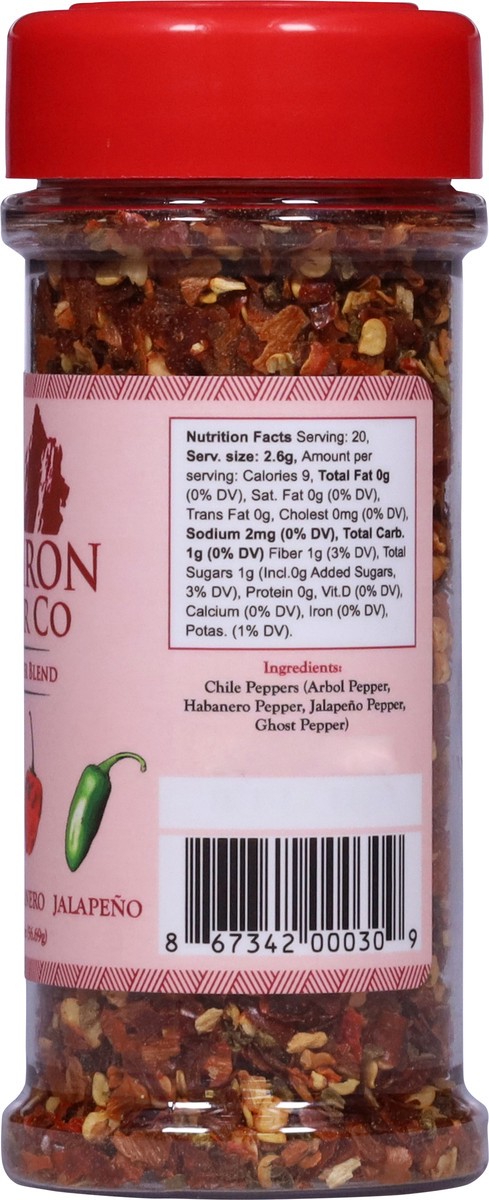 RON
R CO
R BLEND
ERO JALAPEÑO
(56.69g)
Nutrition Facts Serving: 20,
Serv. size: 2.6g, Amount per
serving: Calories 9, Total Fat 0g
(0% DV), Sat. Fat 0g (0% DV),
Trans Fat 0g, Cholest 0mg (0% DV),
Sodium 2mg (0% DV), Total Carb.
1g (0% DV) Fiber 1g (3% DV), Total
Sugars 1g (Incl.0g Added Sugars,
3% DV), Protein 0g, Vit.D (0% DV),
Calcium (0% DV), Iron (0% DV),
Potas. (1% DV).
Ingredients:
Chile Peppers (Arbol Pepper,
Habanero Pepper, Jalapeño Pepper,
Ghost Pepper)
8 67342 00030 9